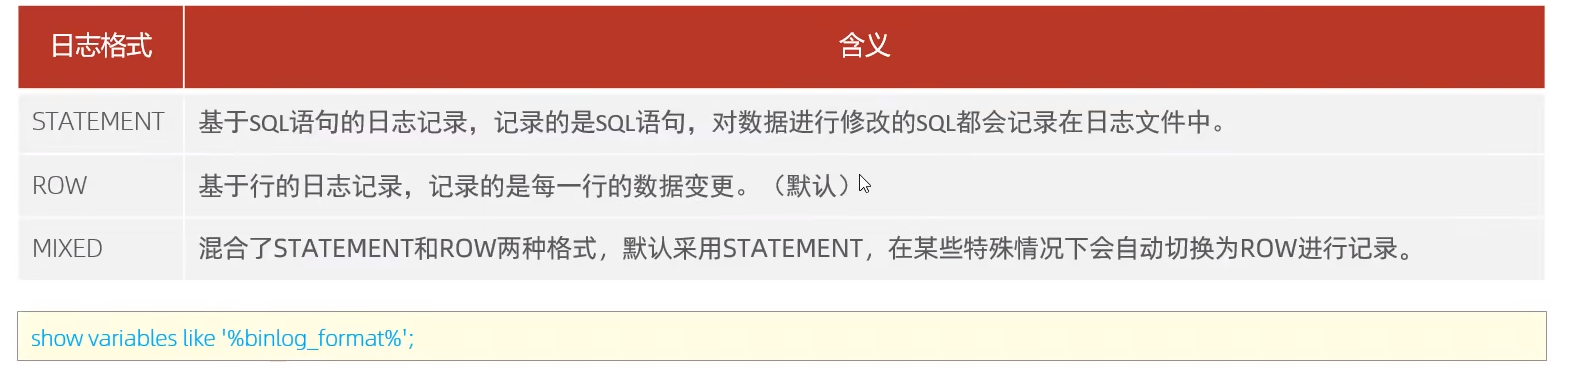 日志格式 含义
STATEMENT 基于SQL语句的日志记录，记录的是SQL语句，对数据进行修改的SQL都会记录在日志文件中。
ROW 基于行的日志记录，记录的是每一行的数据变更。（默认）
MIXED 混合了STATEMENT和ROW两种格式，默认采用STATEMENT，在某些特殊情况下会自动切换为ROW进行记录。
show variables like '%binlog_format%';